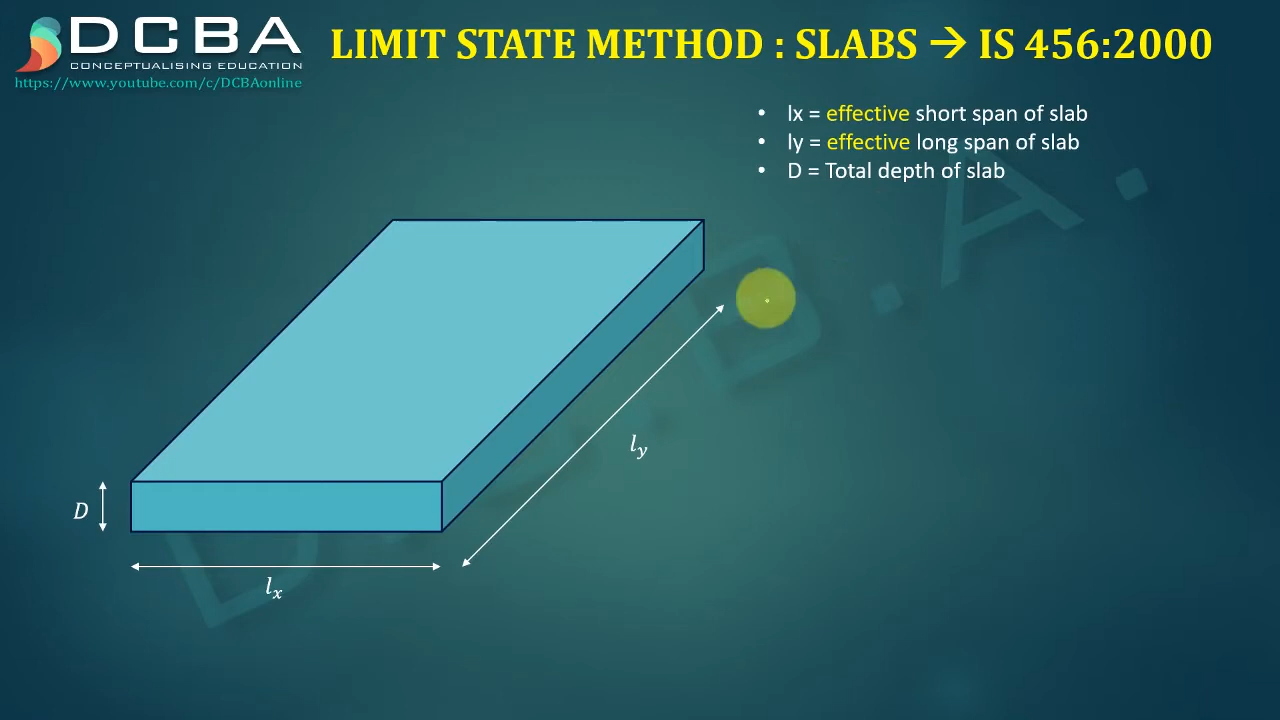 DCBA
CONCEPTUALISING EDUCATION
https://www.youtube.com/c/DCBAonline
LIMIT STATE METHOD : SLABS → IS 456:2000
• lx = effective short span of slab
• ly = effective long span of slab
• D = Total depth of slab
l_y
D
l_x
D.C.B.A.